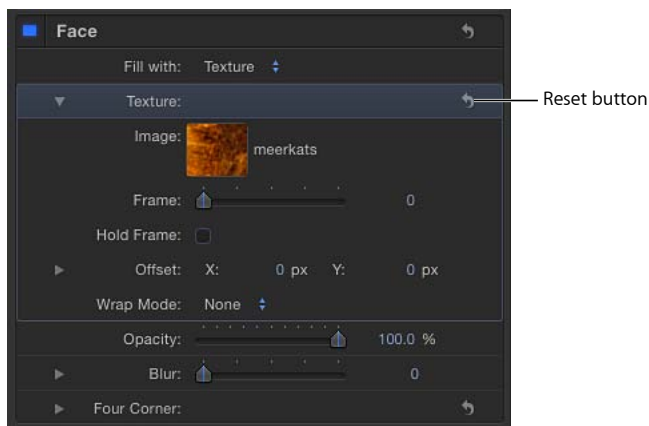 Face
Fill with: Texture
Texture:
Reset button
Image: meerkats
Frame: 0
Hold Frame:
Offset: X: 0 px Y: 0 px
Wrap Mode: None
Opacity: 100.0 %
Blur: 0
Four Corner: